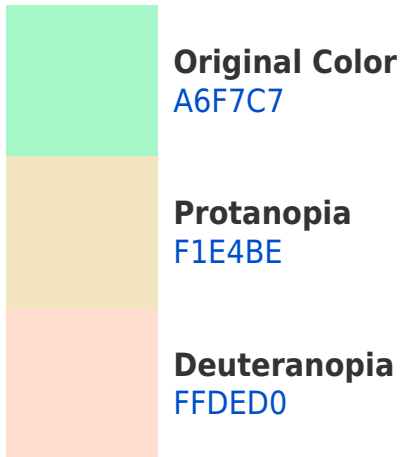 Original Color
A6F7C7
Protanopia
F1E4BE
Deuteranopia
FFDED0